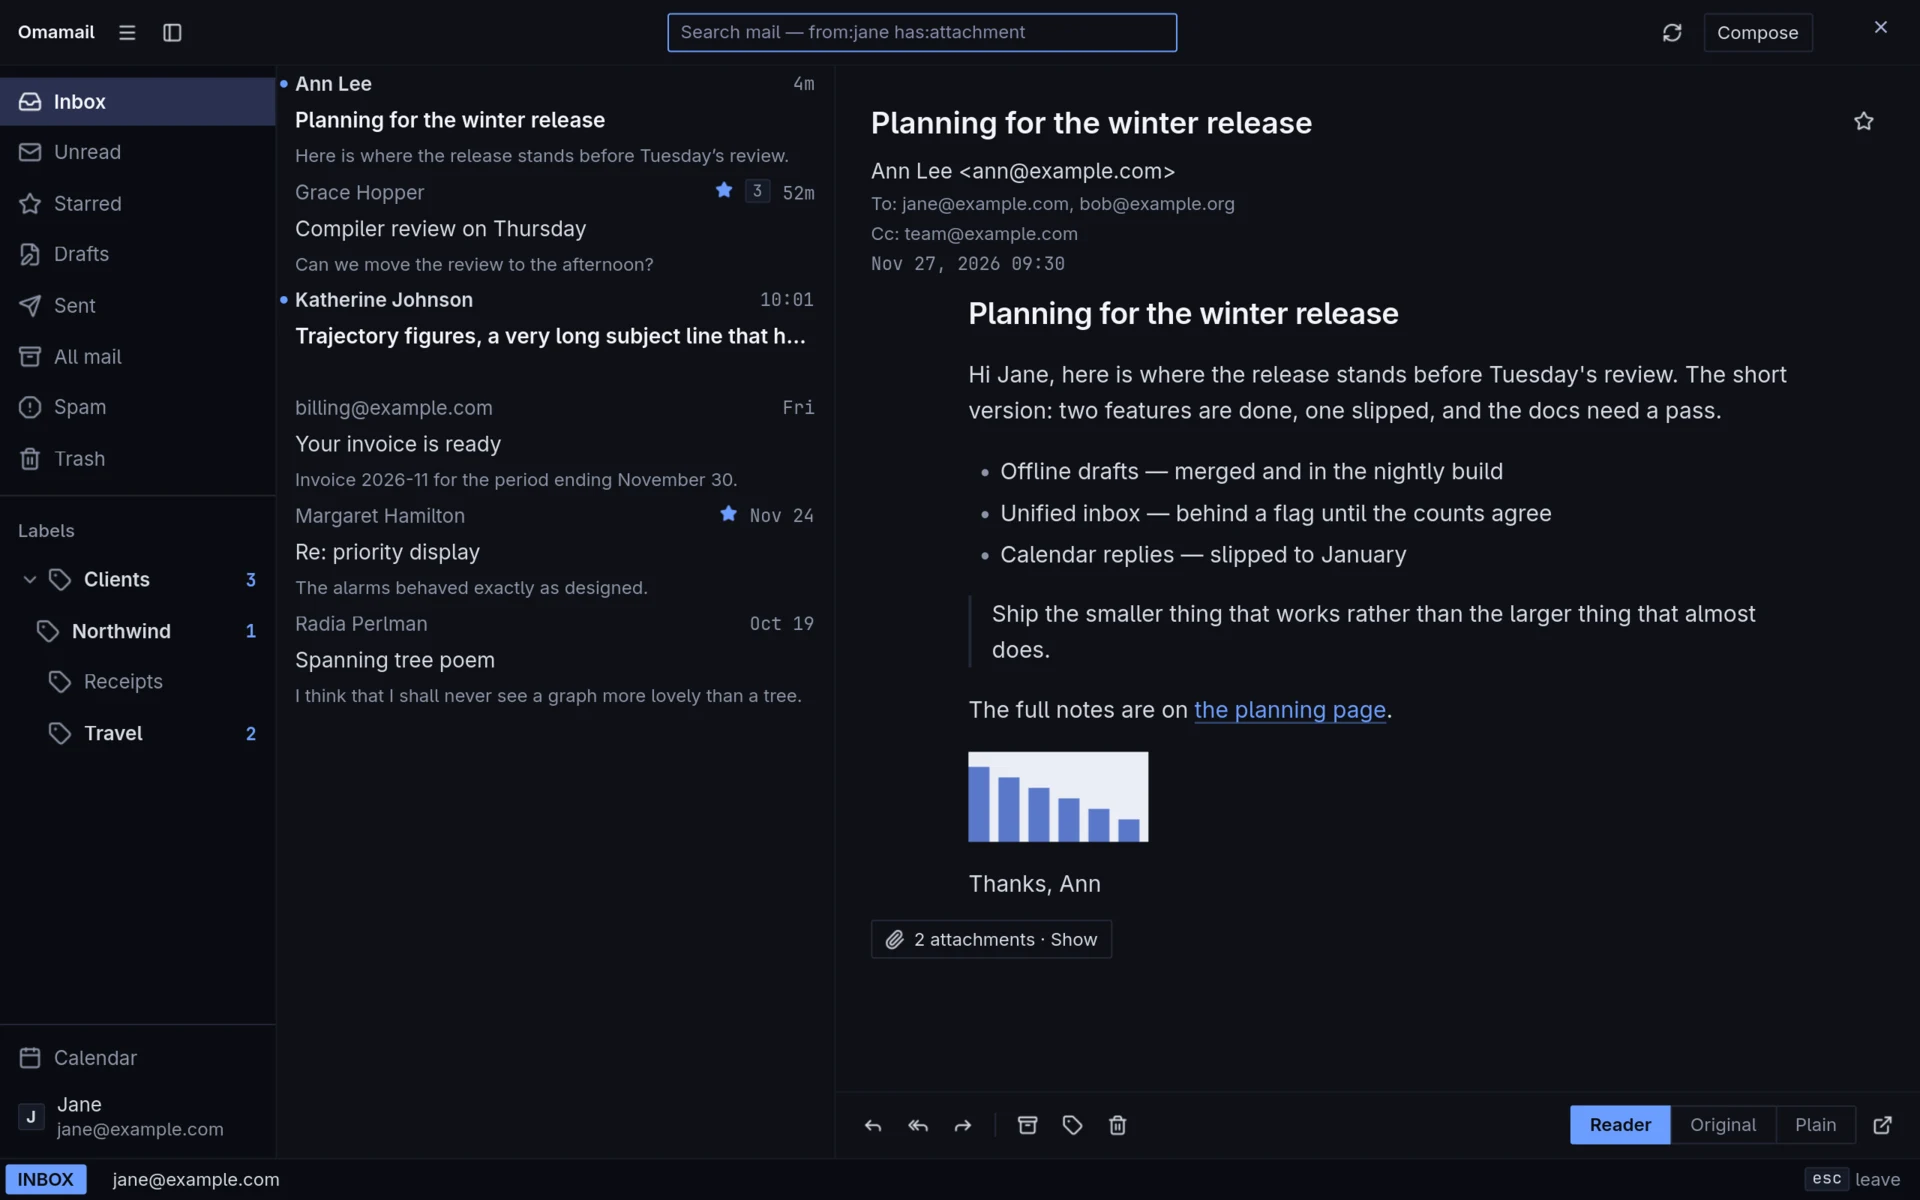 Omamail
Search mail — from:jane has:attachment
Compose
Inbox
Unread
Starred
Drafts
Sent
All mail
Spam
Trash
Labels
Clients 3
Northwind 1
Receipts
Travel 2
Calendar
J
Jane
jane@example.com
Ann Lee 4m
Planning for the winter release
Here is where the release stands before Tuesday’s review.
Grace Hopper 3 52m
Compiler review on Thursday
Can we move the review to the afternoon?
Katherine Johnson 10:01
Trajectory figures, a very long subject line that h…
billing@example.com Fri
Your invoice is ready
Invoice 2026-11 for the period ending November 30.
Margaret Hamilton Nov 24
Re: priority display
The alarms behaved exactly as designed.
Radia Perlman Oct 19
Spanning tree poem
I think that I shall never see a graph more lovely than a tree.
Planning for the winter release
Ann Lee <ann@example.com>
To: jane@example.com, bob@example.org
Cc: team@example.com
Nov 27, 2026 09:30
Planning for the winter release
Hi Jane, here is where the release stands before Tuesday's review. The short
version: two features are done, one slipped, and the docs need a pass.
• Offline drafts — merged and in the nightly build
• Unified inbox — behind a flag until the counts agree
• Calendar replies — slipped to January
Ship the smaller thing that works rather than the larger thing that almost
does.
The full notes are on the planning page.
Thanks, Ann
2 attachments · Show
Reader Original Plain
INBOX jane@example.com
esc leave